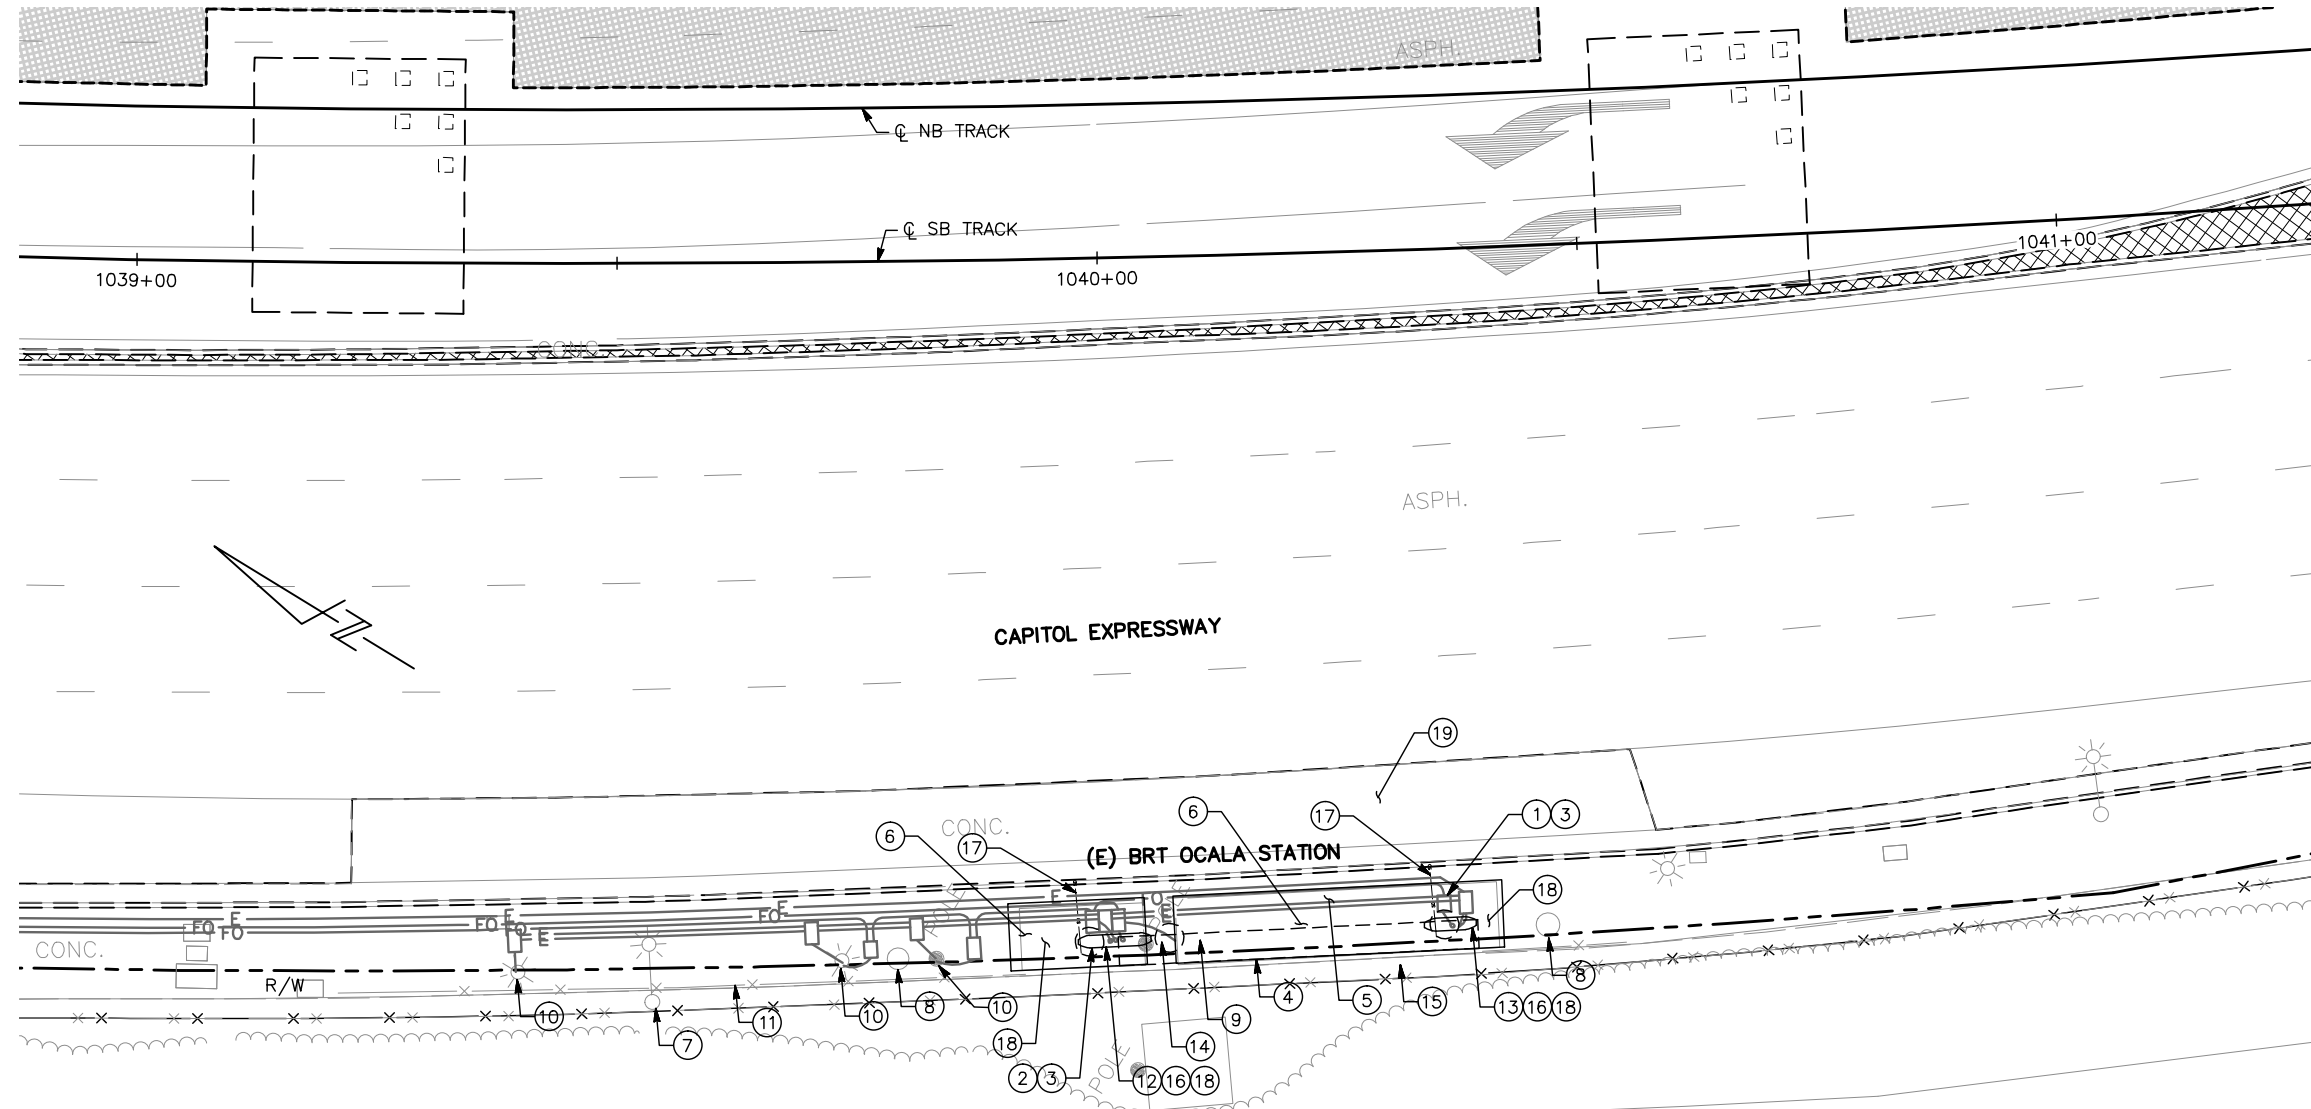 ASPH.
℄ NB TRACK
℄ SB TRACK
1041+00
1039+00
1040+00
CONC.
ASPH.
CAPITOL EXPRESSWAY
19
6
17
1 3
6
CONC.
17
(E) BRT OCALA STATION
18
POLE
POLE
E
O
E
FO
E
FO
E
FO
E
E
FO
FO
E
CONC.
R/W
10
11
10
8
10
4
5
15
13 16 18
8
9
7
18
14
2 3
12 16 18
POLE